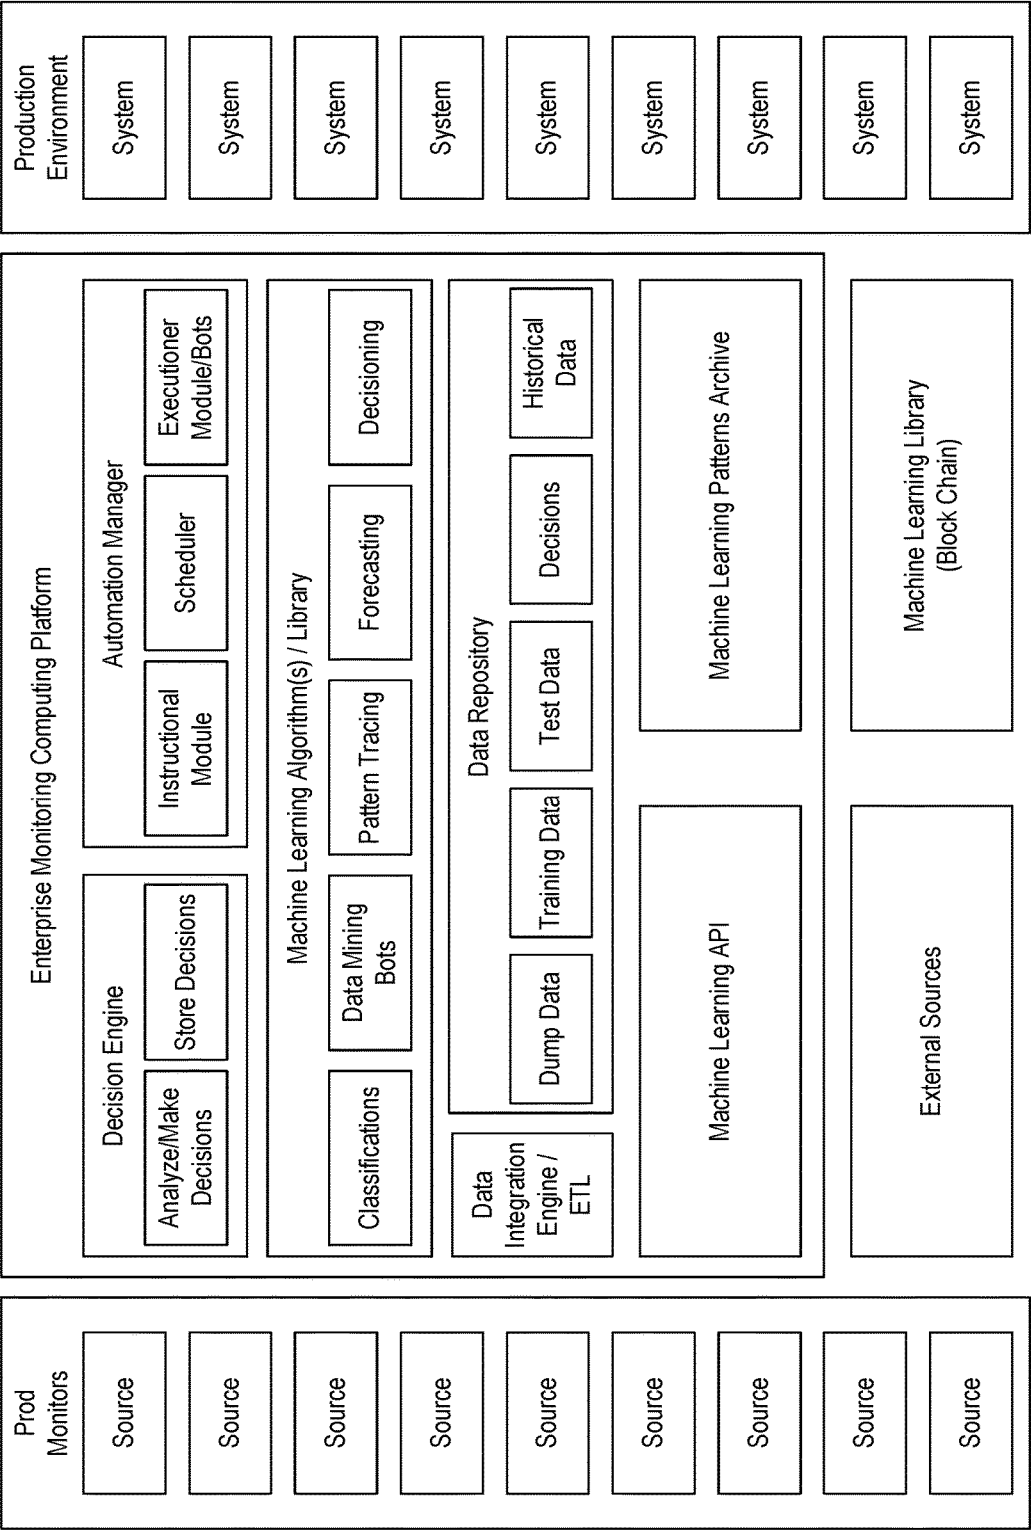 Prod
Monitors
Source
Source
Source
Source
Source
Source
Source
Source
Source
Enterprise Monitoring Computing Platform
Decision Engine
Analyze/Make
Decisions
Store Decisions
Automation Manager
Instructional
Module
Scheduler
Executioner
Module/Bots
Machine Learning Algorithm(s) / Library
Classifications
Data Mining
Bots
Pattern Tracing
Forecasting
Decisioning
Data
Integration
Engine /
ETL
Data Repository
Dump Data
Training Data
Test Data
Decisions
Historical
Data
Machine Learning API
Machine Learning Patterns Archive
External Sources
Machine Learning Library
(Block Chain)
Production
Environment
System
System
System
System
System
System
System
System
System